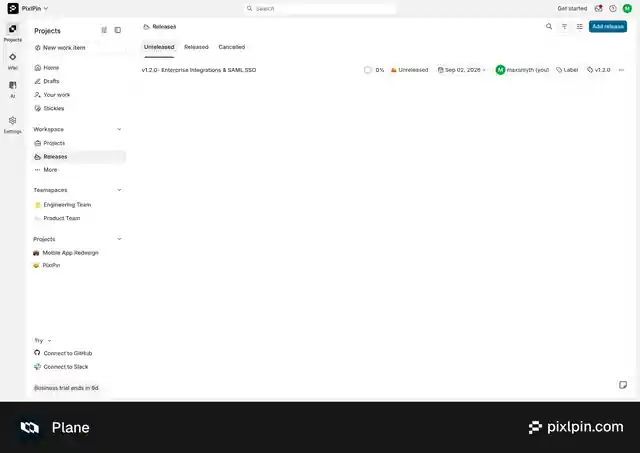 PixlPin
Search
Get started
M
Projects
Wiki
AI
Settings
Projects
New work item
Home
Drafts
Your work
Stickies
Workspace
Projects
Releases
More
Teamspaces
Engineering Team
Product Team
Projects
Mobile App Redesign
PixlPin
Try
Connect to GitHub
Connect to Slack
Business trial ends in 6d
Releases
Add release
Unreleased Released Cancelled
v1.2.0- Enterprise Integrations & SAML SSO 0% Unreleased Sep 02, 2026 M maxsmyth (you) Label v1.2.0
Plane
pixlpin.com